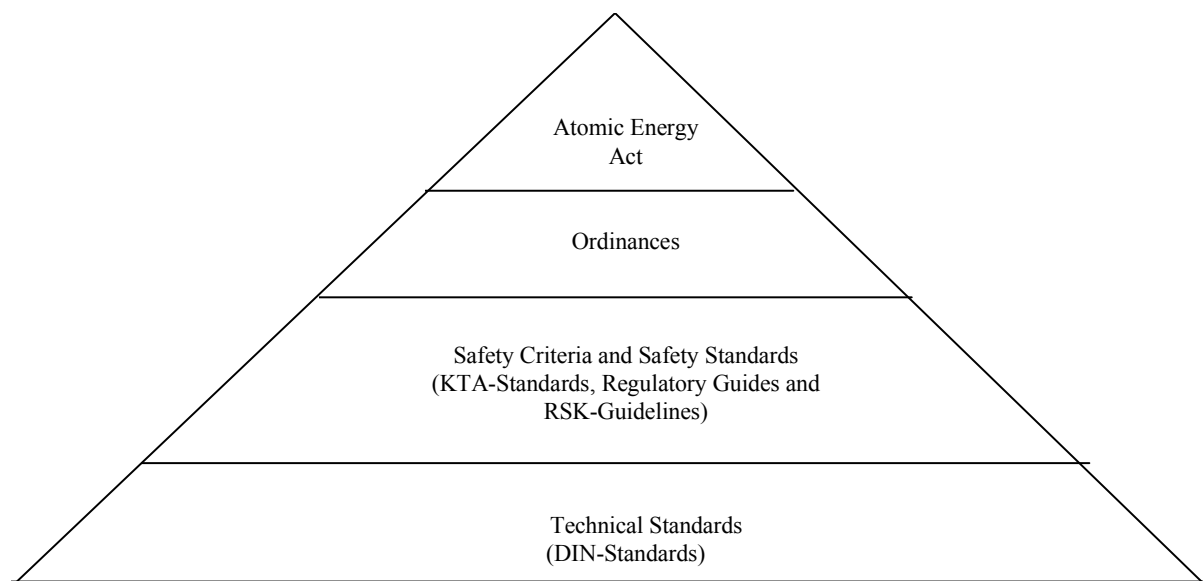 Atomic Energy
Act
Ordinances
Safety Criteria and Safety Standards
(KTA-Standards, Regulatory Guides and
RSK-Guidelines)
Technical Standards
(DIN-Standards)